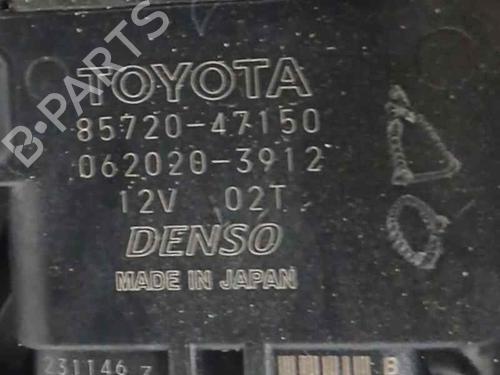 B-PARTS
TOYOTA
85720-47150
062020-3912
12V 02T
DENSO
MADE IN JAPAN
231146 Z
B